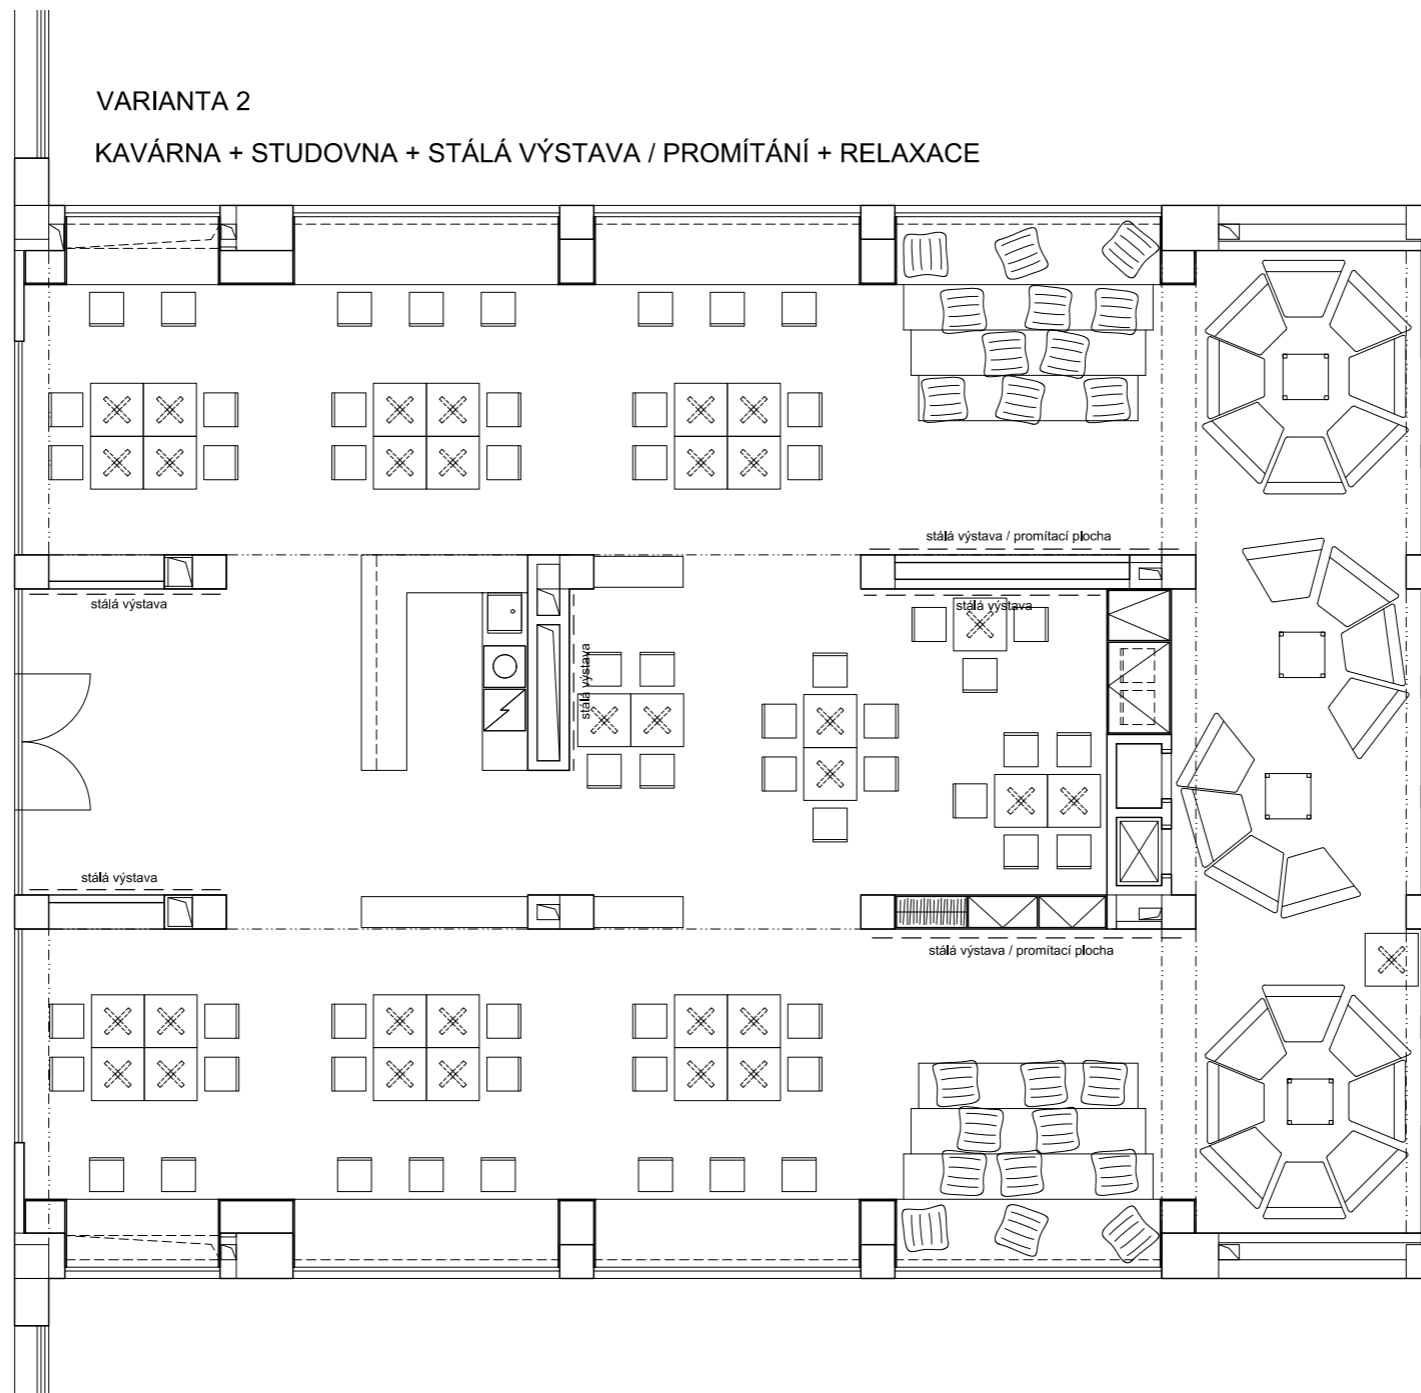 VARIANTA 2
KAVÁRNA + STUDOVNA + STÁLÁ VÝSTAVA / PROMÍTÁNÍ + RELAXACE
stálá výstava / promítací plocha
stálá výstava
stálá výstava
stálá výstava
stálá výstava
stálá výstava / promítací plocha